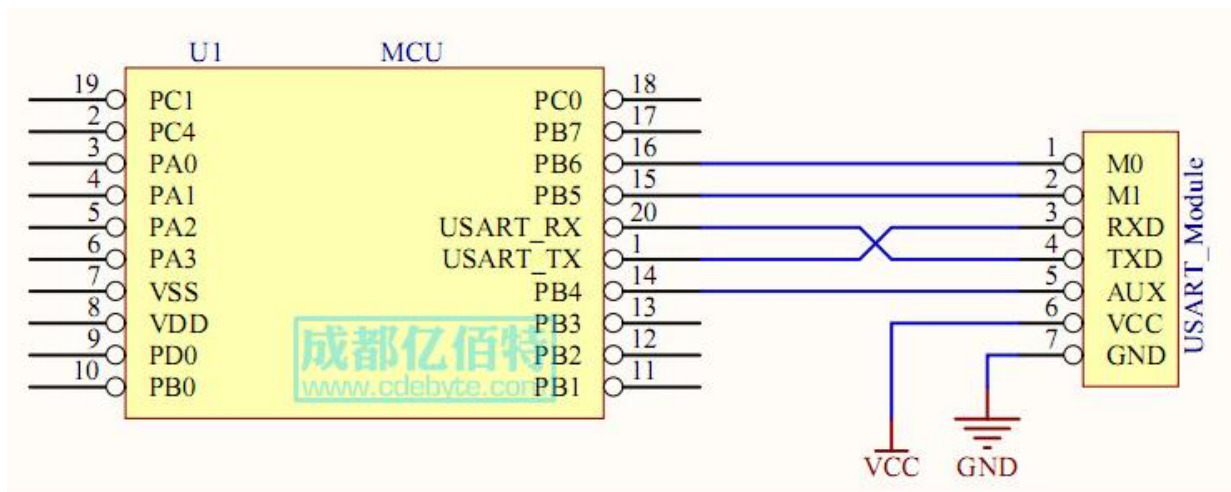 U1 MCU
19 PC1 PC0 18
2 PC4 PB7 17
3 PA0 PB6 16 1 M0
4 PA1 PB5 15 2 M1
5 PA2 USART_RX 20 3 RXD
6 PA3 USART_TX 1 4 TXD
7 VSS PB4 14 5 AUX
8 VDD PB3 13 6 VCC
9 PD0 PB2 12 7 GND
10 PB0 PB1 11
USART_Module
成都亿佰特
www.cdebyte.com
VCC GND